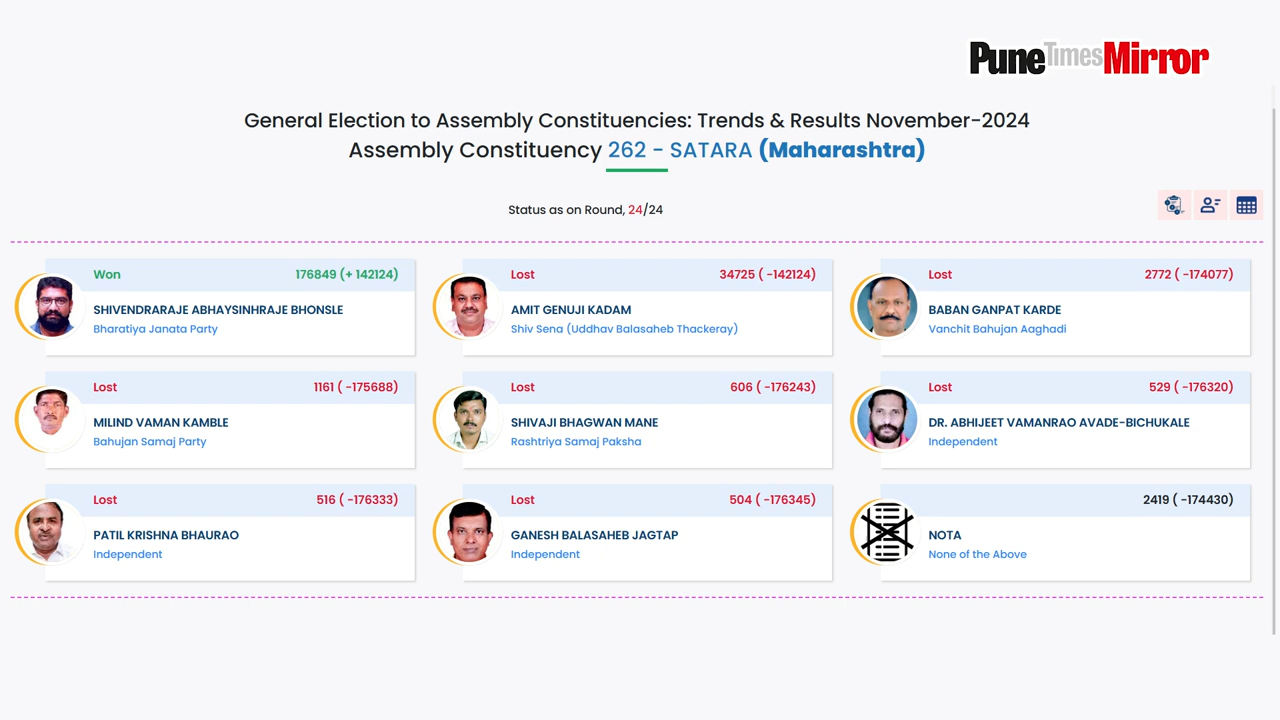 PuneTimesMirror
General Election to Assembly Constituencies: Trends & Results November-2024
Assembly Constituency 262 - SATARA (Maharashtra)
Status as on Round, 24/24
Won 176849 (+ 142124)
SHIVENDRARAJE ABHAYSINHRAJE BHONSLE
Bharatiya Janata Party
Lost 34725 ( -142124)
AMIT GENUJI KADAM
Shiv Sena (Uddhav Balasaheb Thackeray)
Lost 2772 ( -174077)
BABAN GANPAT KARDE
Vanchit Bahujan Aaghadi
Lost 1161 ( -175688)
MILIND VAMAN KAMBLE
Bahujan Samaj Party
Lost 606 ( -176243)
SHIVAJI BHAGWAN MANE
Rashtriya Samaj Paksha
Lost 529 ( -176320)
DR. ABHIJEET VAMANRAO AVADE-BICHUKALE
Independent
Lost 516 ( -176333)
PATIL KRISHNA BHAURAO
Independent
Lost 504 ( -176345)
GANESH BALASAHEB JAGTAP
Independent
2419 ( -174430)
NOTA
None of the Above